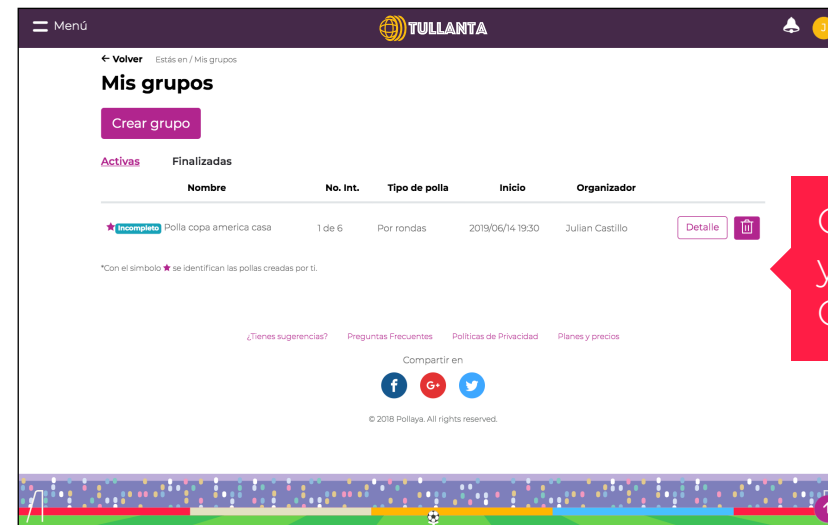 Menú
TULLANTA
J
← Volver Estás en / Mis grupos
Mis grupos
Crear grupo
Activas Finalizadas
Nombre No. Int. Tipo de polla Inicio Organizador
Incompleto Polla copa america casa 1 de 6 Por rondas 2019/06/14 19:30 Julian Castillo Detalle
*Con el simbolo ★ se identifican las pollas creadas por ti.
¿Tienes sugerencias? Preguntas Frecuentes Políticas de Privacidad Planes y precios
Compartir en
f G+
© 2018 Pollaya. All rights reserved.
y